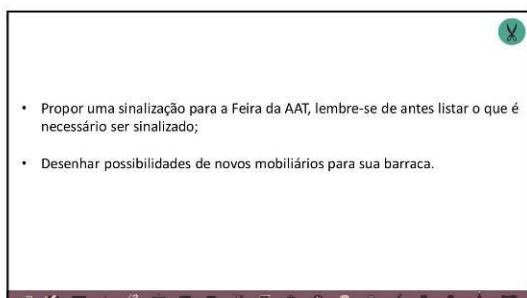 • Propor uma sinalização para a Feira da AAT, lembre-se de antes listar o que é
necessário ser sinalizado;
• Desenhar possibilidades de novos mobiliários para sua barraca.